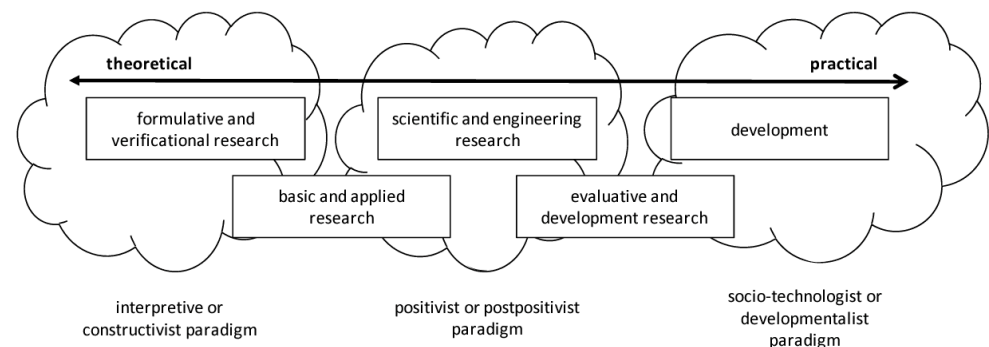 theoretical
practical
formulative and
verificational research
scientific and engineering
research
development
basic and applied
research
evaluative and
development research
interpretive or
constructivist paradigm
positivist or postpositivist
paradigm
socio-technologist or
developmentalist
paradigm